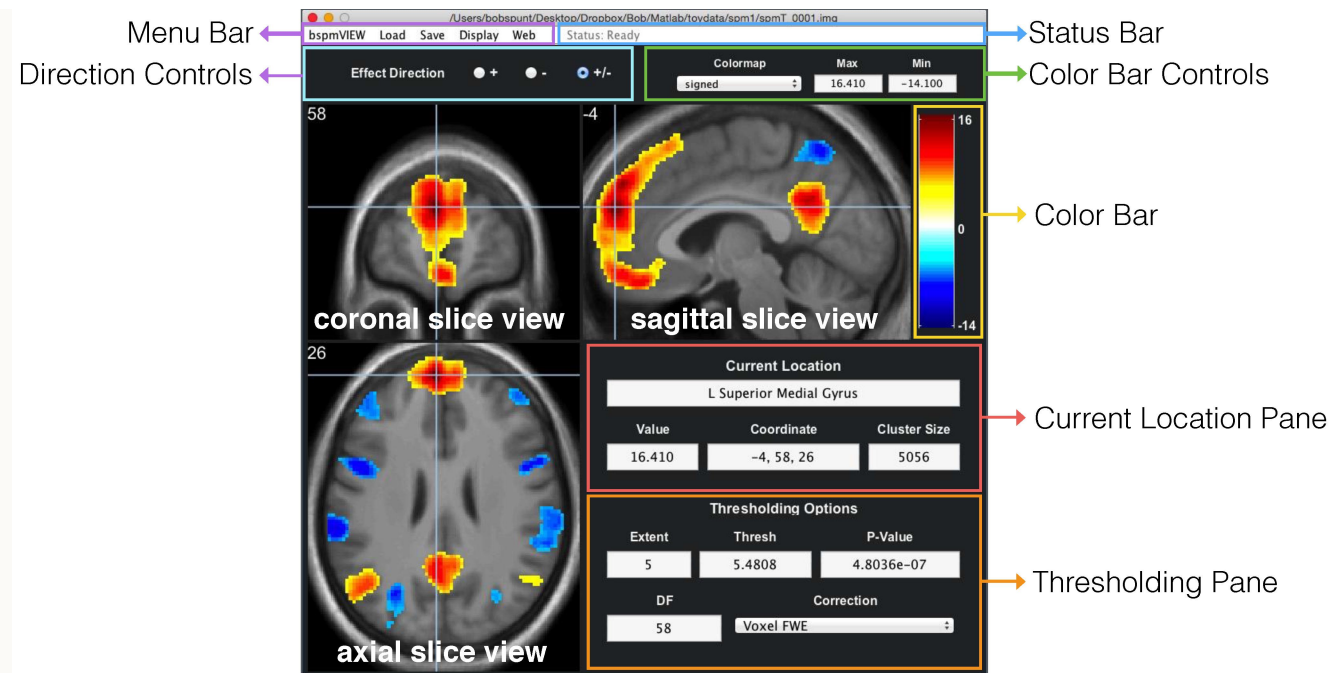 /Users/bobspunt/Desktop/Dropbox/Bob/Matlab/toydata/spm1/spmT_0001.img
Menu Bar
bspmVIEW Load Save Display Web
Status: Ready
Status Bar
Direction Controls
Effect Direction + - +/-
Colormap Max Min
signed 16.410 -14.100
Color Bar Controls
58
-4
16
0
-14
Color Bar
coronal slice view
sagittal slice view
26
Current Location
L Superior Medial Gyrus
Value Coordinate Cluster Size
16.410 -4, 58, 26 5056
Current Location Pane
Thresholding Options
Extent Thresh P-Value
5 5.4808 4.8036e-07
DF Correction
58 Voxel FWE
Thresholding Pane
axial slice view